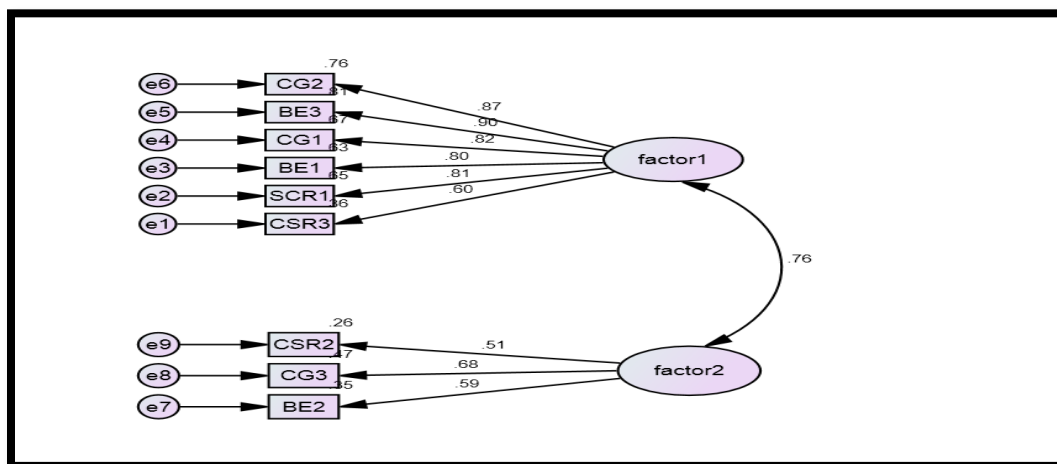 .76
e6 CG2
.81
.87
e5 BE3
.90
.67
e4 CG1
.82
.63
factor1
e3 BE1
.80
.65
.81
e2 SCR1
.36
.60
e1 CSR3
.76
.26
e9 CSR2
.51
.47
e8 CG3
.68
factor2
.35
.59
e7 BE2